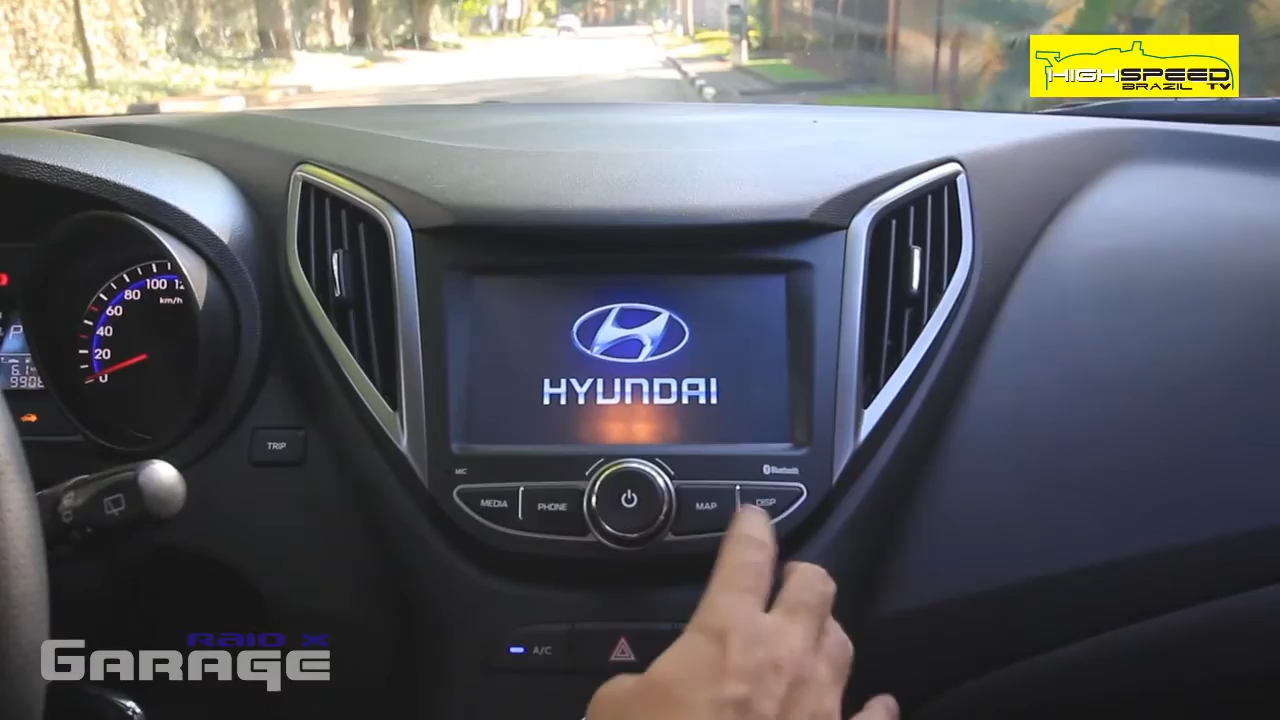 HIGHSPEED
BRAZIL TV
100
80
60
40
20
0
km/h
P
HYUNDAI
TRIP
MIC
Bluetooth
MEDIA
PHONE
MAP
DISP
A/C
RAIO X
GARAGE